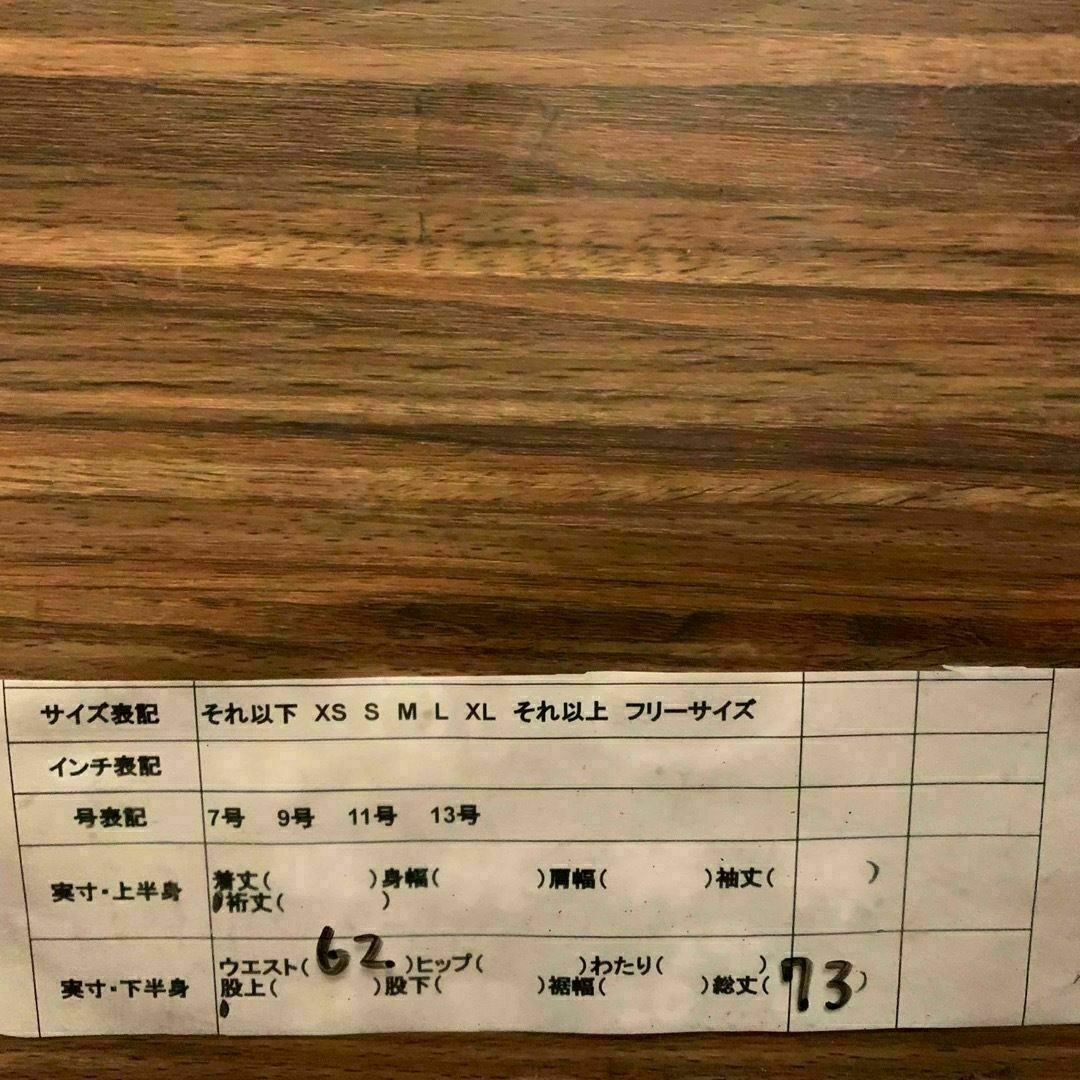 サイズ表記 それ以下 XS S M L XL それ以上 フリーサイズ
インチ表記
号表記 7号 9号 11号 13号
実寸・上半身 着丈( )身幅( )肩幅( )袖丈( )
裄丈( )
実寸・下半身 ウエスト( 62 )ヒップ( )わたり( )
股上( )股下( )裾幅( )総丈( 73 )